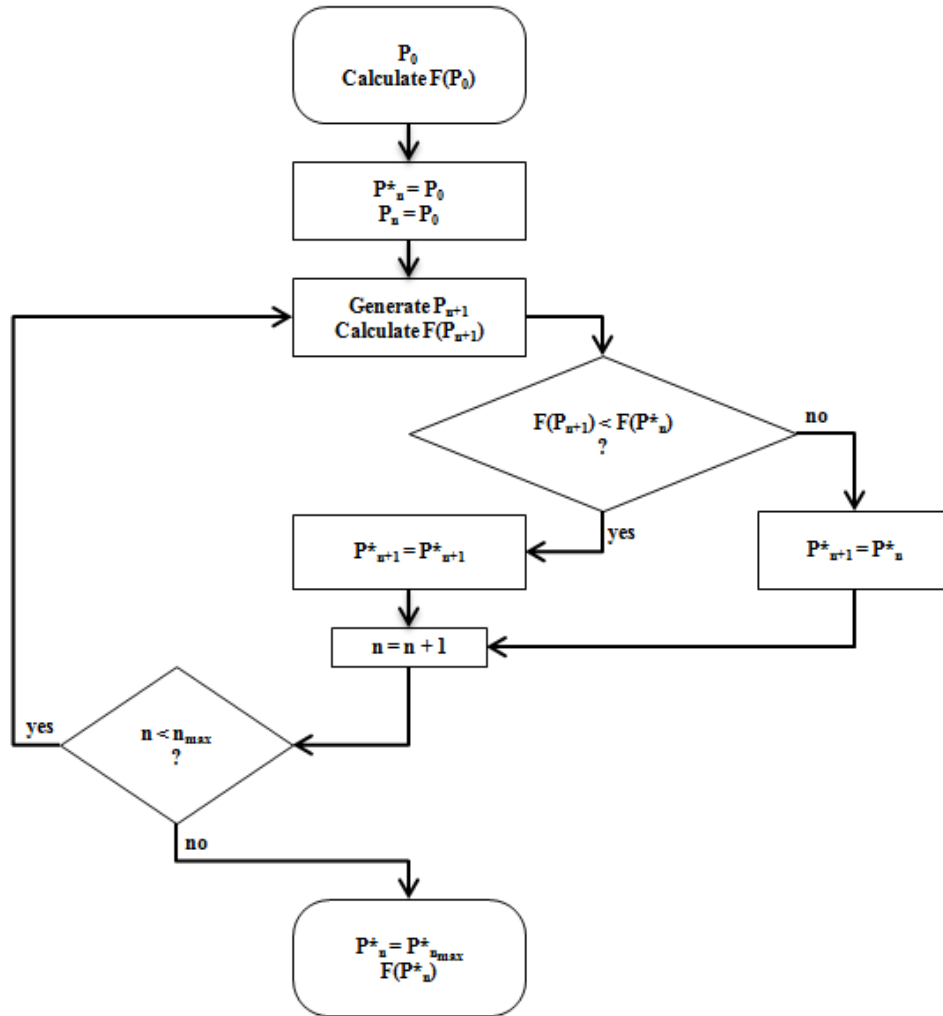 P₀
Calculate F(P₀)
P*ₙ = P₀
Pₙ = P₀
Generate Pₙ₊₁
Calculate F(Pₙ₊₁)
F(Pₙ₊₁) < F(P*ₙ)
?
no
yes
P*ₙ₊₁ = P*ₙ₊₁
P*ₙ₊₁ = P*ₙ
n = n + 1
yes
n < nₘₐₓ
?
no
P*ₙ = P*ₙₘₐₓ
F(P*ₙ)